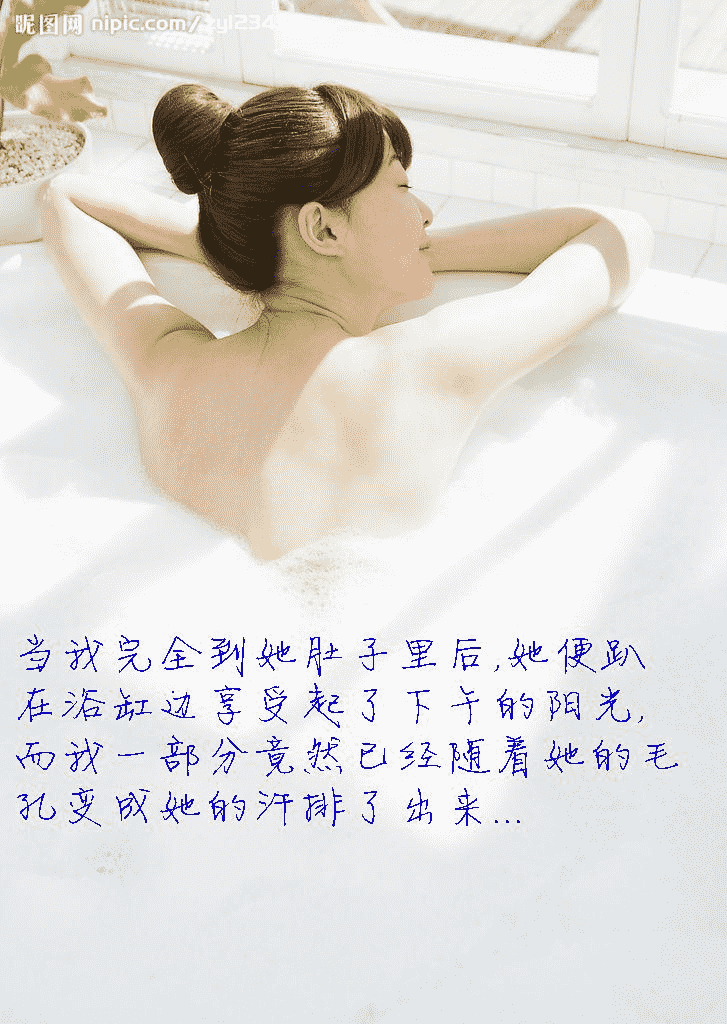 昵图网 nipic.com/zyl234
当我完全到她肚子里后,她便趴
在浴缸边享受起了下午的阳光,
而我一部分竟然已经随着她的毛
孔变成她的汗排了出来...